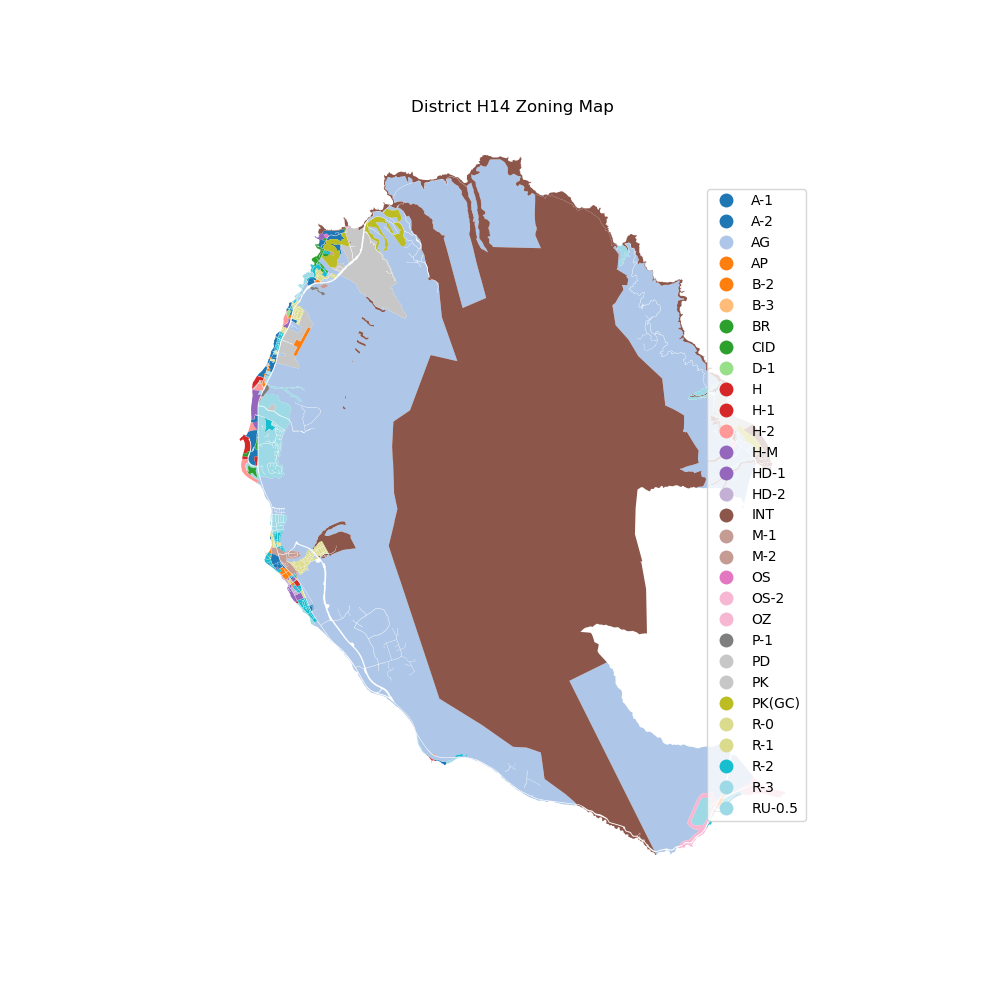 District H14 Zoning Map
A-1
A-2
AG
AP
B-2
B-3
BR
CID
D-1
H
H-1
H-2
H-M
HD-1
HD-2
INT
M-1
M-2
OS
OS-2
OZ
P-1
PD
PK
PK(GC)
R-0
R-1
R-2
R-3
RU-0.5